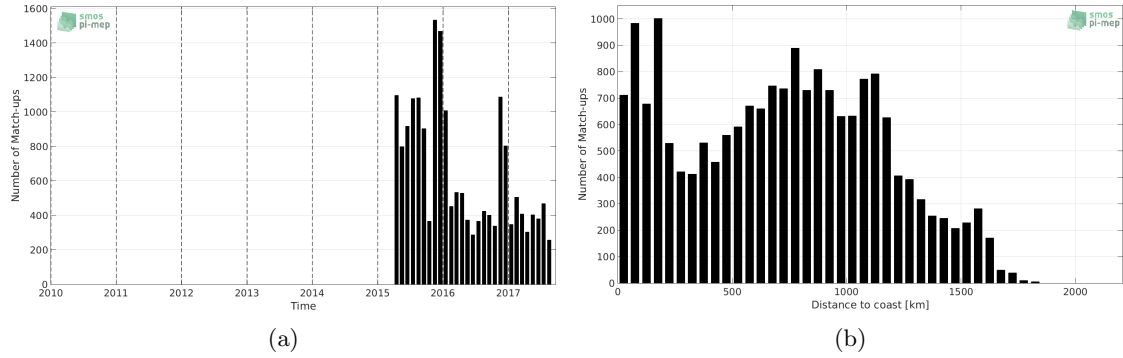 smos
pi-mep
Number of Match-ups
1600
1400
1200
1000
800
600
400
200
0
2010 2011 2012 2013 2014 2015 2016 2017
Time
(a)
smos
pi-mep
Number of Match-ups
1000
900
800
700
600
500
400
300
200
100
0
0 500 1000 1500 2000
Distance to coast [km]
(b)